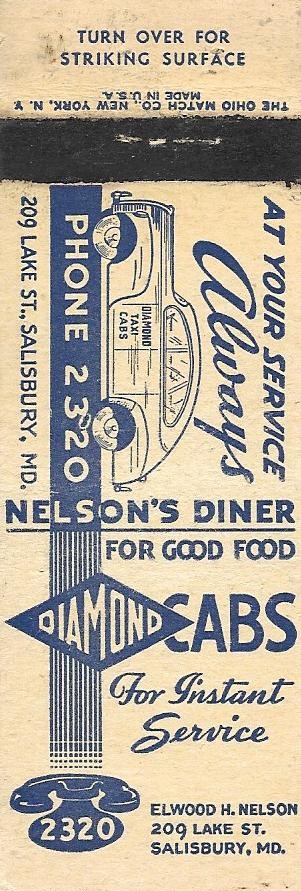 TURN OVER FOR
STRIKING SURFACE
THE OHIO MATCH CO., NEW YORK, N. Y.
MADE IN U.S.A.
AT YOUR SERVICE
Always
DIAMOND
TAXI
CABS
PHONE 2320
209 LAKE ST., SALISBURY, MD.
NELSON'S DINER
FOR GOOD FOOD
DIAMOND CABS
For Instant
Service
2320
ELWOOD H. NELSON
209 LAKE ST.
SALISBURY, MD.